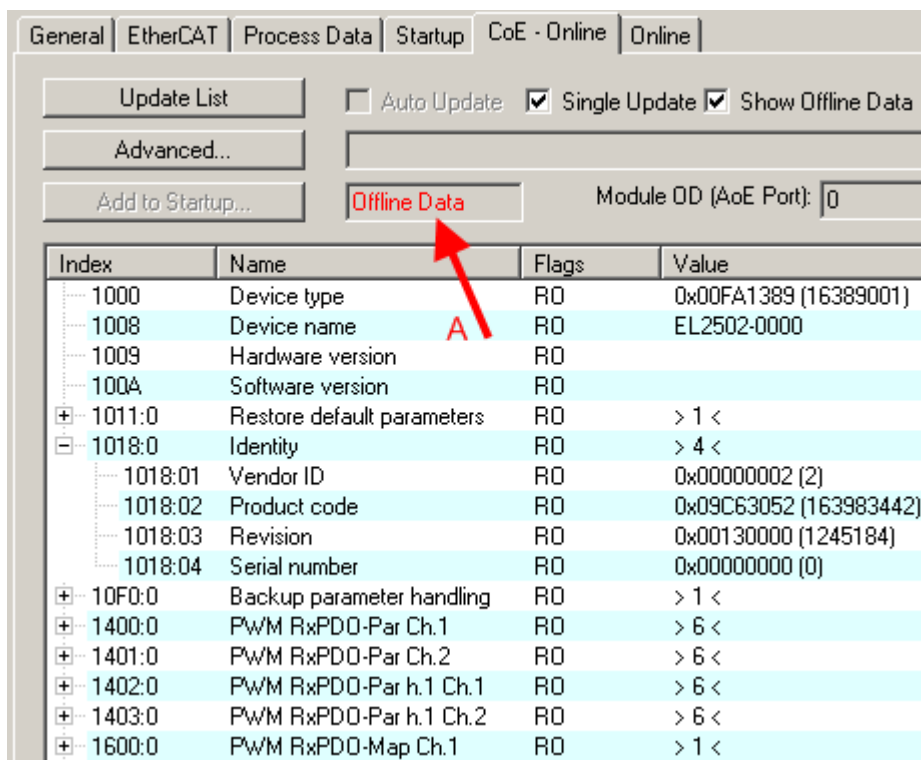 General EtherCAT Process Data Startup CoE - Online Online
Update List Auto Update Single Update Show Offline Data
Advanced...
Add to Startup... Offline Data Module OD (AoE Port): 0
Index Name Flags Value
1000 Device type RO 0x00FA1389 (16389001)
1008 Device name RO EL2502-0000
A
1009 Hardware version RO
100A Software version RO
1011:0 Restore default parameters RO > 1 <
1018:0 Identity RO > 4 <
1018:01 Vendor ID RO 0x00000002 (2)
1018:02 Product code RO 0x09C63052 (163983442)
1018:03 Revision RO 0x00130000 (1245184)
1018:04 Serial number RO 0x00000000 (0)
10F0:0 Backup parameter handling RO > 1 <
1400:0 PWM RxPDO-Par Ch.1 RO > 6 <
1401:0 PWM RxPDO-Par Ch.2 RO > 6 <
1402:0 PWM RxPDO-Par h.1 Ch.1 RO > 6 <
1403:0 PWM RxPDO-Par h.1 Ch.2 RO > 6 <
1600:0 PWM RxPDO-Map Ch.1 RO > 1 <